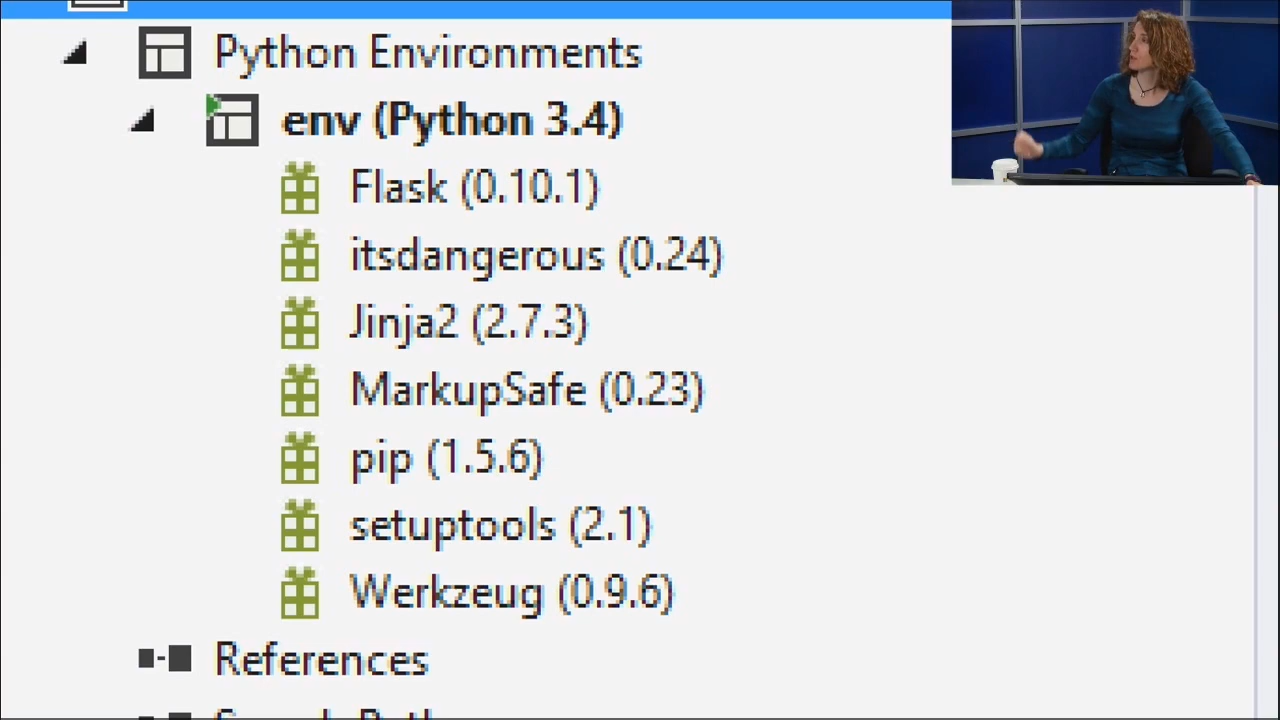 Python Environments
env (Python 3.4)
Flask (0.10.1)
itsdangerous (0.24)
Jinja2 (2.7.3)
MarkupSafe (0.23)
pip (1.5.6)
setuptools (2.1)
Werkzeug (0.9.6)
References